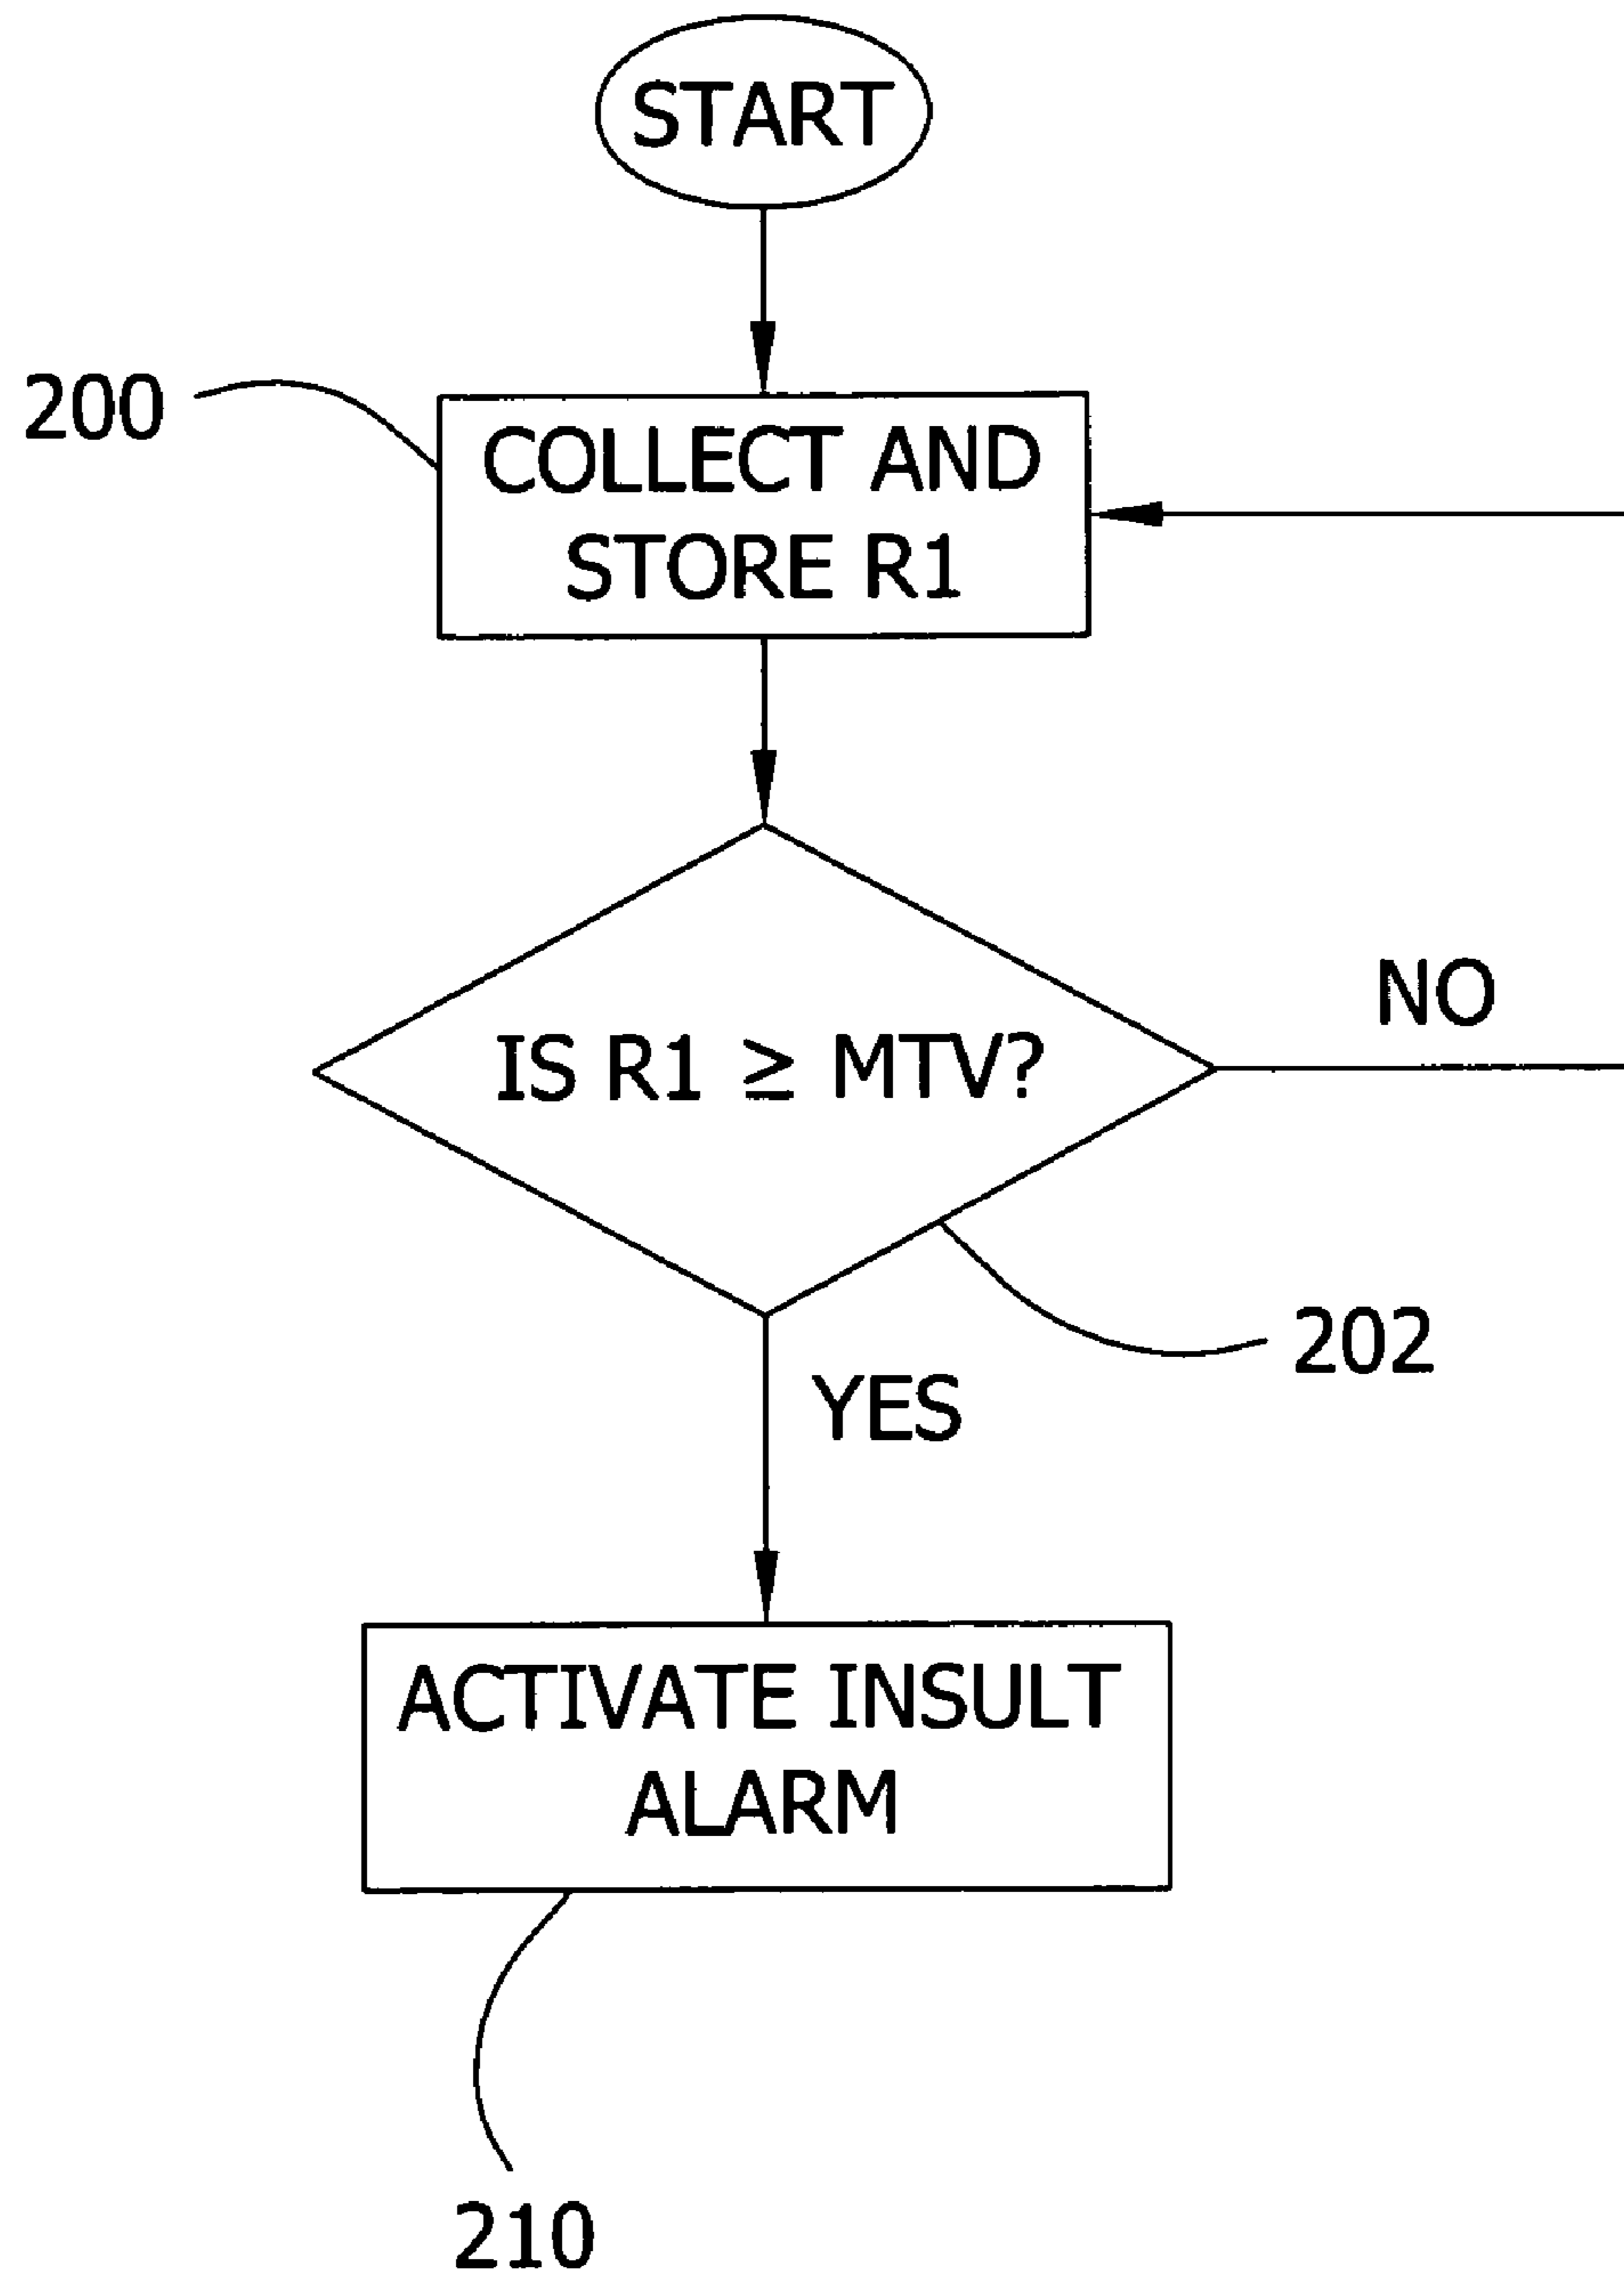 START
200
COLLECT AND
STORE R1
NO
IS R1 ≥ MTV?
202
YES
ACTIVATE INSULT
ALARM
210